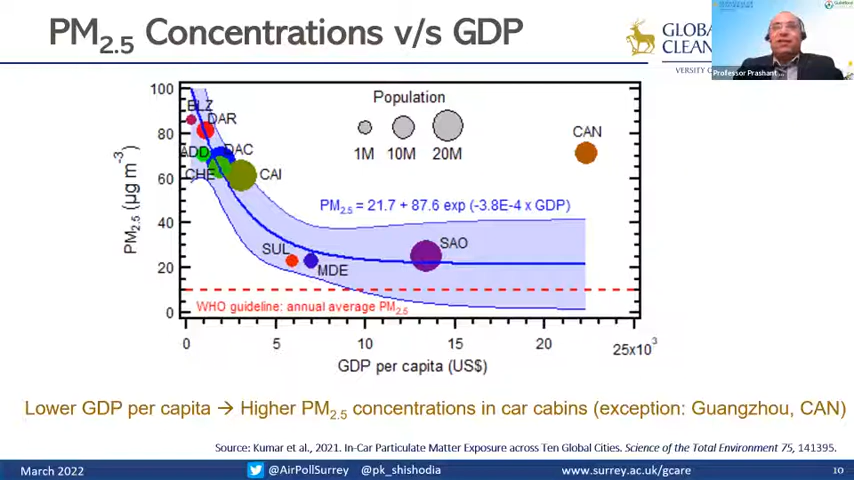 PM2.5 Concentrations v/s GDP
GLOBAL
CLEAN
VERSITY
Professor Prashant ...
Population
1M 10M 20M
100
80
60
40
20
0
PM2.5 (µg m-3)
ELZ
DAR
ADD
DAC
CHE
CAI
CAN
PM2.5 = 21.7 + 87.6 exp (-3.8E-4 x GDP)
SUL
MDE
SAO
WHO guideline: annual average PM2.5
0 5 10 15 20 25x10³
GDP per capita (US$)
Lower GDP per capita → Higher PM2.5 concentrations in car cabins (exception: Guangzhou, CAN)
Source: Kumar et al., 2021. In-Car Particulate Matter Exposure across Ten Global Cities. Science of the Total Environment 75, 141395.
March 2022 @AirPollSurrey @pk_shishodia www.surrey.ac.uk/gcare 10